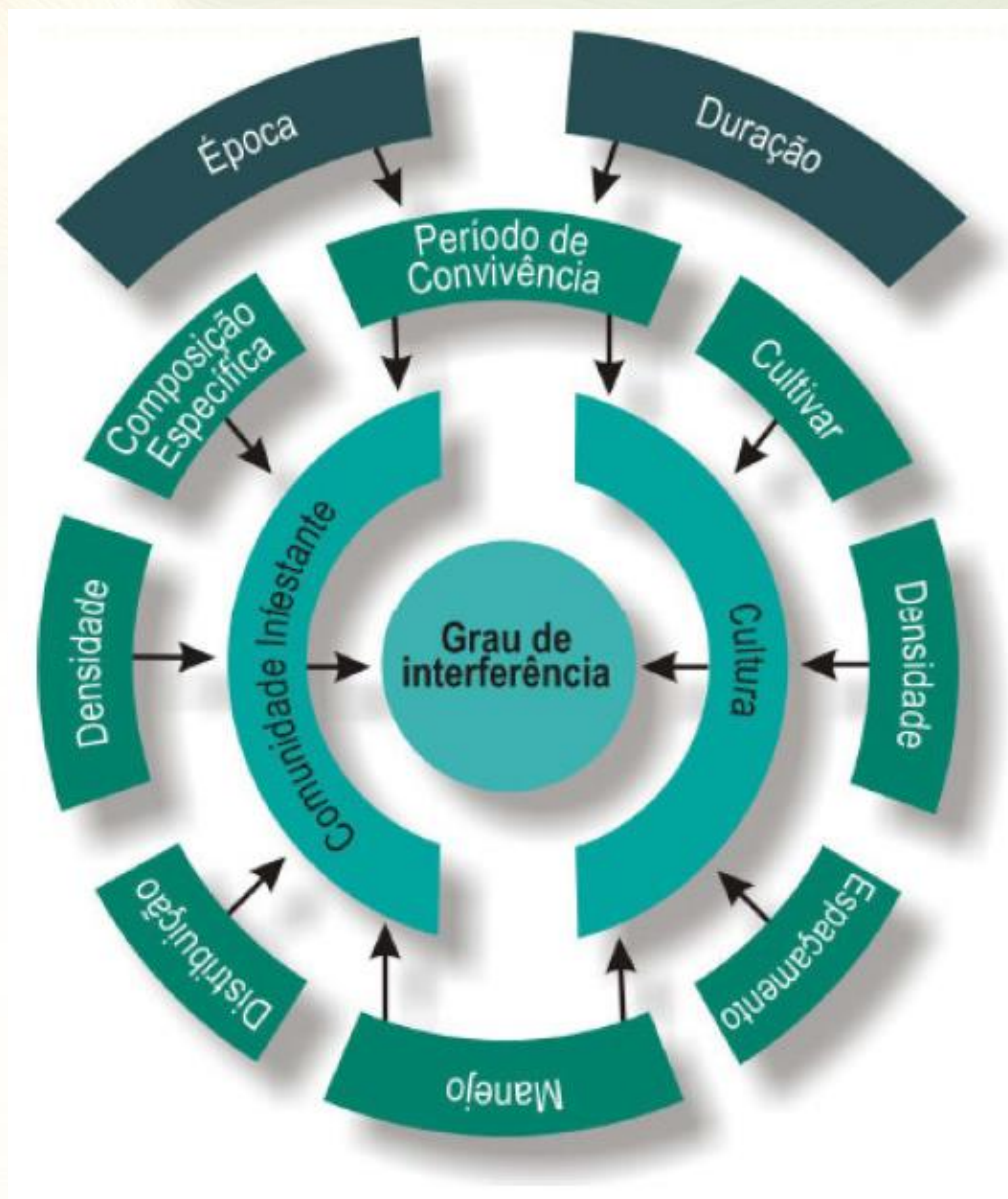 Época
Duração
Período de
Convivência
Composição
Específica
Cultivar
Comunidade Infestante
Cultura
Densidade
Grau de
interferência
Densidade
Distribuição
Espaçamento
Manejo